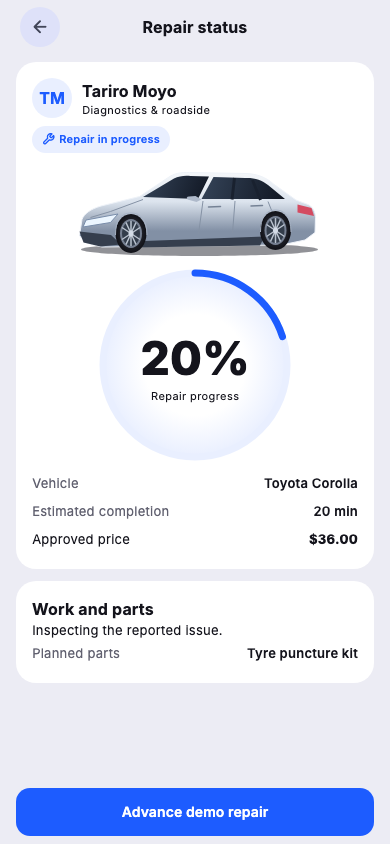 Repair status
TM
Tariro Moyo
Diagnostics & roadside
Repair in progress
20%
Repair progress
Vehicle Toyota Corolla
Estimated completion 20 min
Approved price $36.00
Work and parts
Inspecting the reported issue.
Planned parts Tyre puncture kit
Advance demo repair